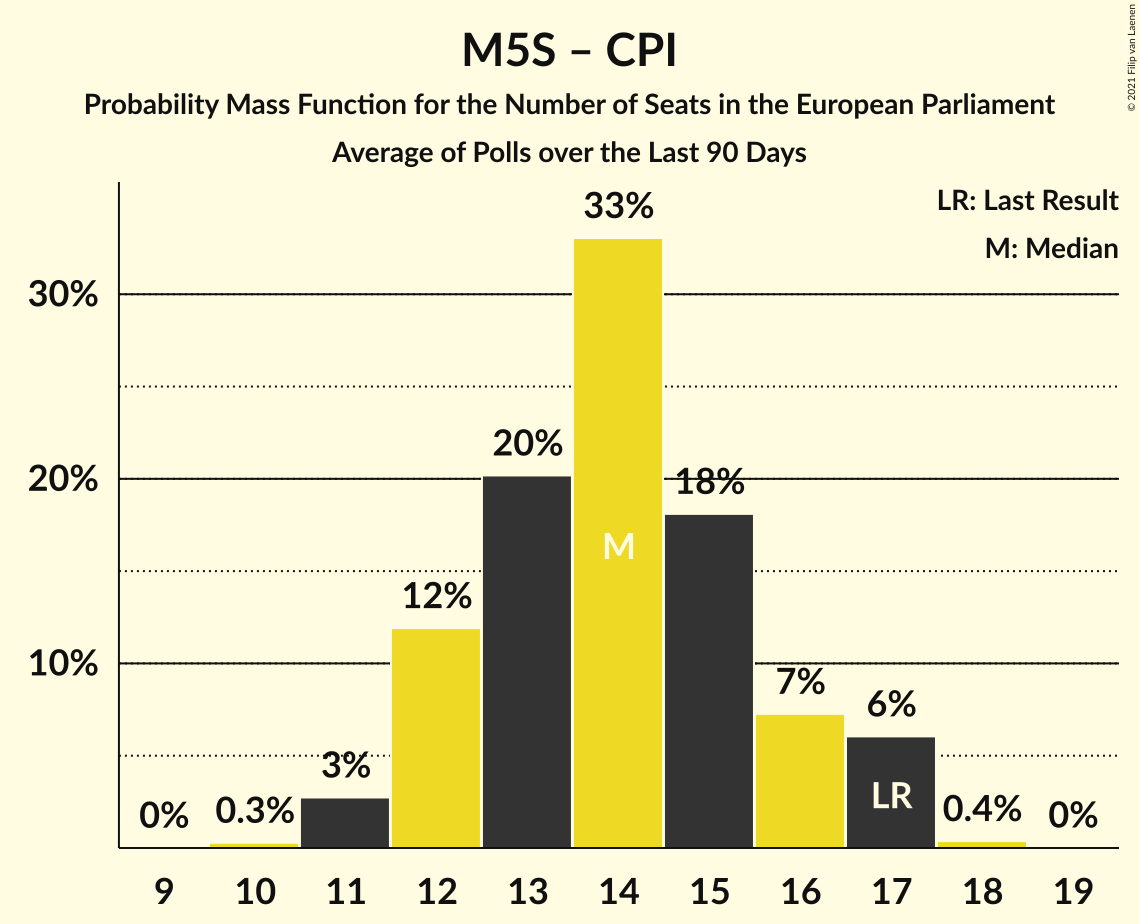 M5S – CPI
Probability Mass Function for the Number of Seats in the European Parliament
Average of Polls over the Last 90 Days
© 2021 Filip van Laenen
LR: Last Result
M: Median
30%
20%
10%
0%
0.3%
3%
12%
20%
33%
18%
7%
6%
0.4%
0%
M
LR
9 10 11 12 13 14 15 16 17 18 19